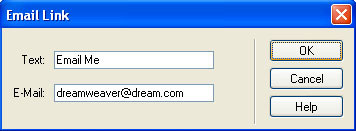 Email Link
Text: Email Me
OK
E-Mail: dreamweaver@dream.com
Cancel
Help